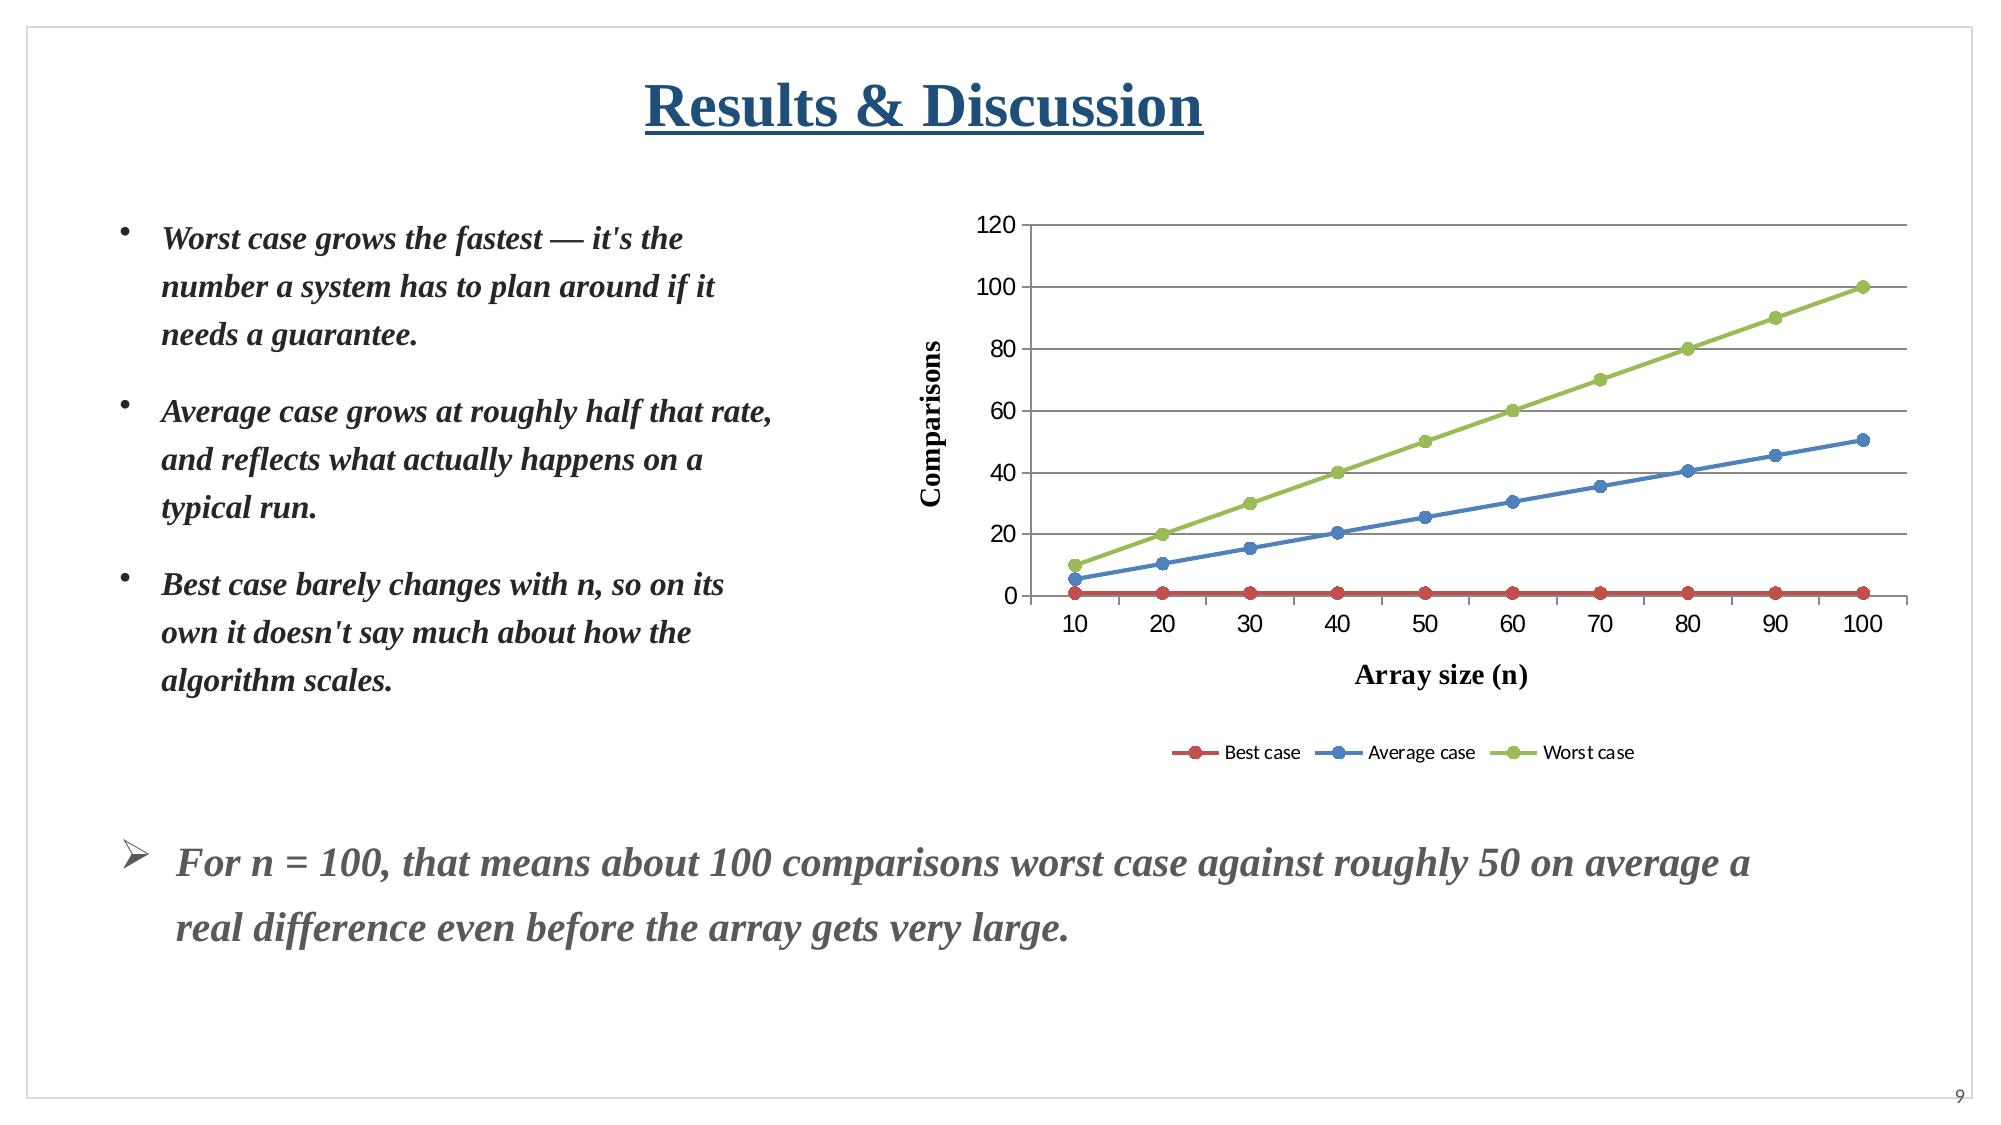 Results & Discussion
• Worst case grows the fastest — it's the
number a system has to plan around if it
needs a guarantee.
• Average case grows at roughly half that rate,
and reflects what actually happens on a
typical run.
• Best case barely changes with n, so on its
own it doesn't say much about how the
algorithm scales.
120
100
80
60
40
20
0
Comparisons
10 20 30 40 50 60 70 80 90 100
Array size (n)
Best case Average case Worst case
➢ For n = 100, that means about 100 comparisons worst case against roughly 50 on average a
real difference even before the array gets very large.
9